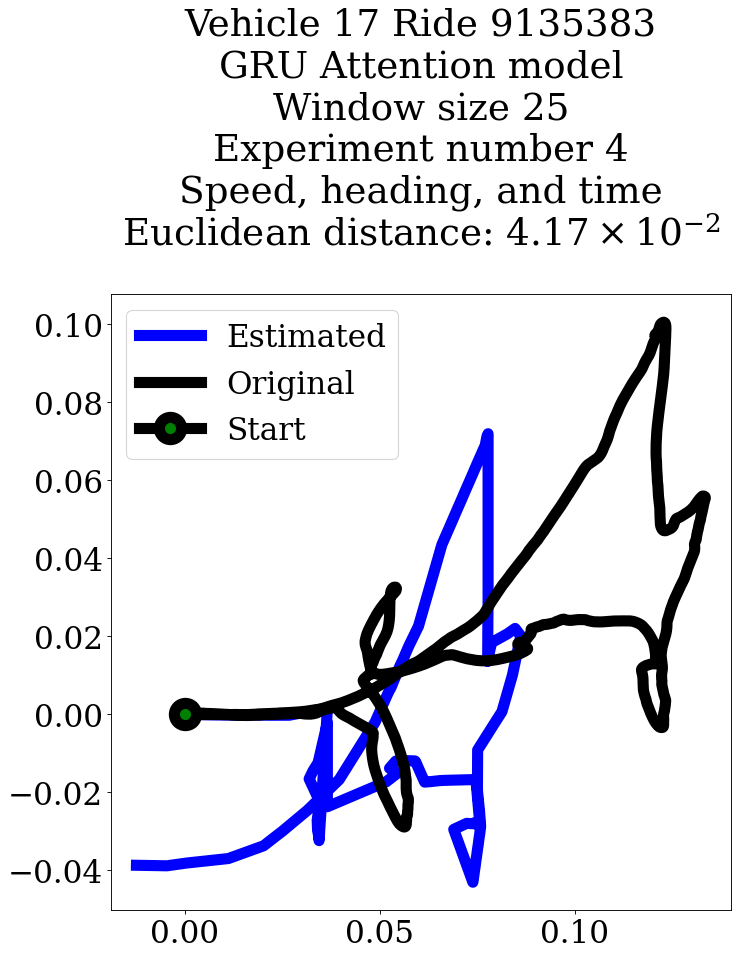 Vehicle 17 Ride 9135383
GRU Attention model
Window size 25
Experiment number 4
Speed, heading, and time
Euclidean distance: 4.17 × 10⁻²
Estimated
Original
Start
0.10
0.08
0.06
0.04
0.02
0.00
−0.02
−0.04
0.00 0.05 0.10